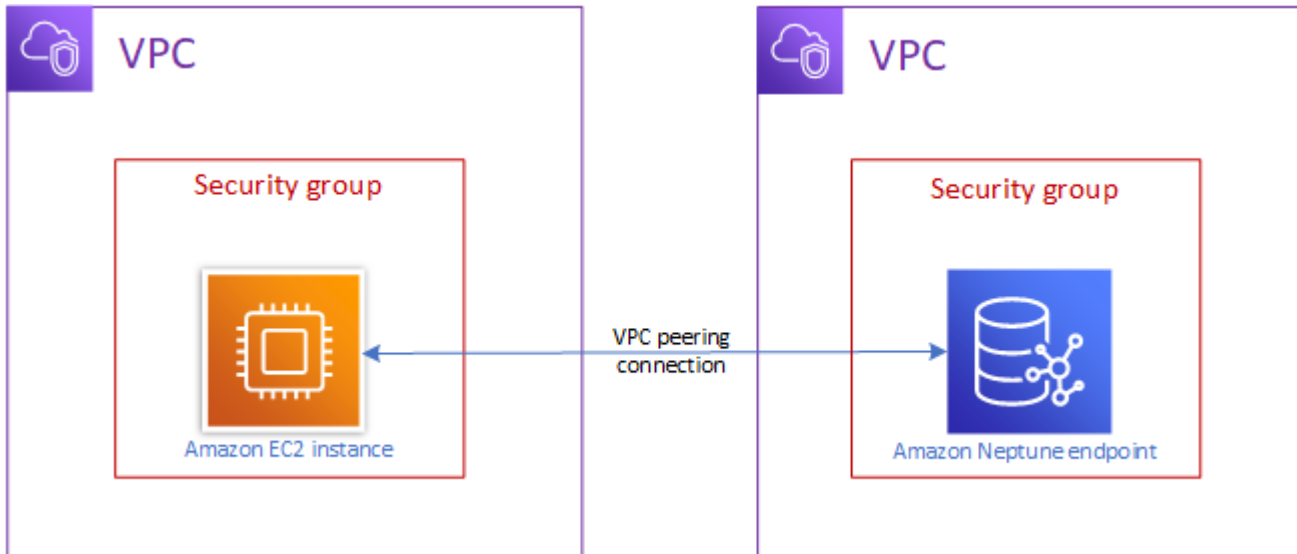 VPC
VPC
Security group
Security group
VPC peering
connection
Amazon EC2 instance
Amazon Neptune endpoint